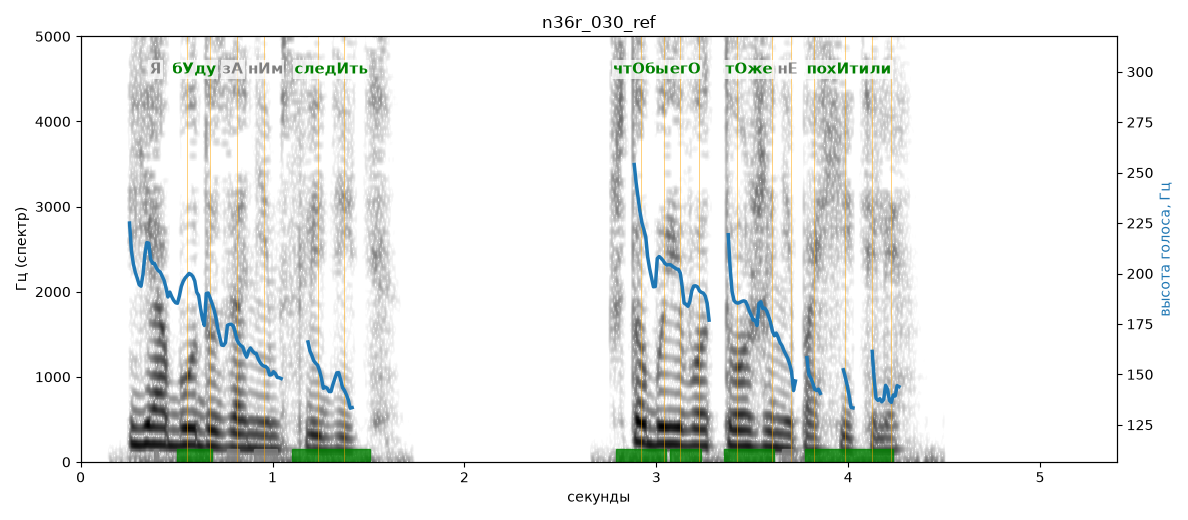 n36r_030_ref
5000
4000
3000
2000
1000
0
Гц (спектр)
Я бУду зА нИм следИть чтОбыегО тОже нЕ похИтили
300
275
250
225
200
175
150
125
высота голоса, Гц
0 1 2 3 4 5
секунды